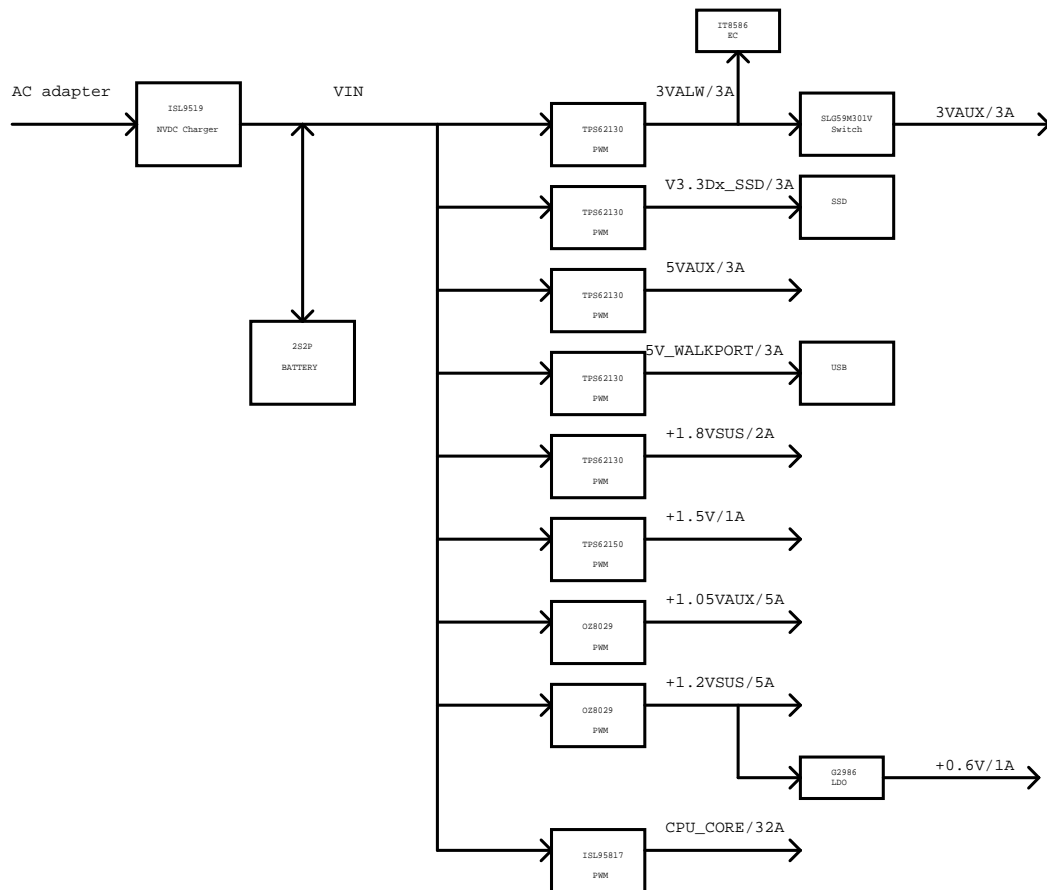 IT8586
EC
AC adapter
ISL9519
NVDC Charger
VIN
3VALW/3A
TPS62130
PWM
SLG59M301V
Switch
3VAUX/3A
V3.3Dx_SSD/3A
TPS62130
PWM
SSD
5VAUX/3A
TPS62130
PWM
2S2P
BATTERY
5V_WALKPORT/3A
TPS62130
PWM
USB
+1.8VSUS/2A
TPS62130
PWM
+1.5V/1A
TPS62150
PWM
+1.05VAUX/5A
OZ8029
PWM
+1.2VSUS/5A
OZ8029
PWM
G2986
LDO
+0.6V/1A
CPU_CORE/32A
ISL95817
PWM